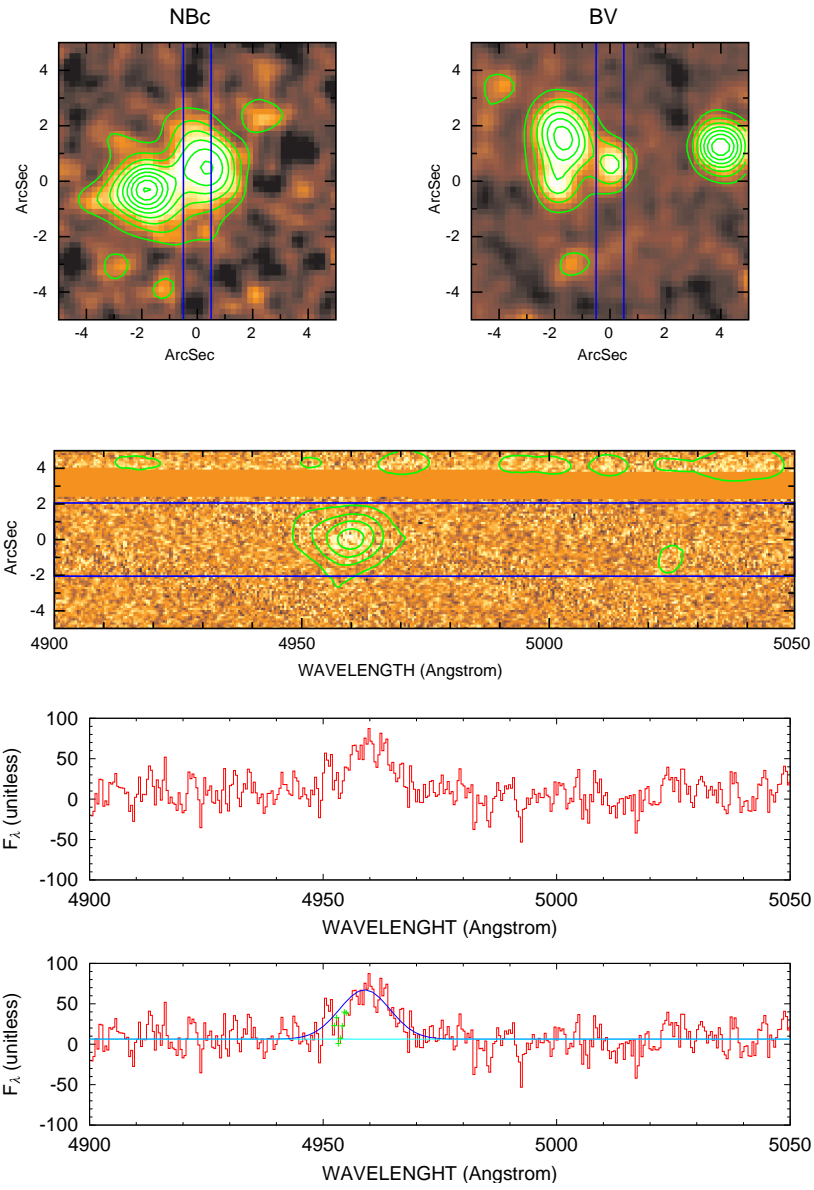 NBc
BV
4
2
0
-2
-4
ArcSec
-4 -2 0 2 4
ArcSec
4
2
0
-2
-4
ArcSec
-4 -2 0 2 4
ArcSec
4
2
0
-2
-4
ArcSec
4900 4950 5000 5050
WAVELENGTH (Angstrom)
100
50
0
-50
-100
Fλ (unitless)
4900 4950 5000 5050
WAVELENGHT (Angstrom)
100
50
0
-50
-100
Fλ (unitless)
4900 4950 5000 5050
WAVELENGHT (Angstrom)